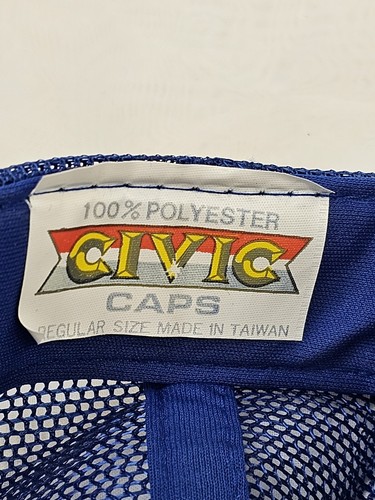 100% POLYESTER
CIVIC
CAPS
REGULAR SIZE MADE IN TAIWAN